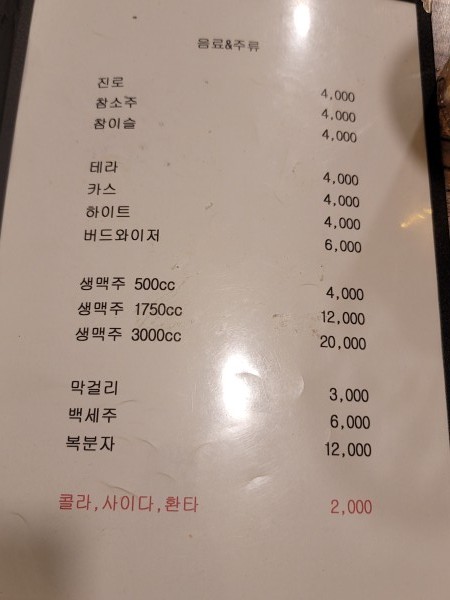 음료&주류
진로 4,000
참소주 4,000
참이슬 4,000
테라 4,000
카스 4,000
하이트 4,000
버드와이저 6,000
생맥주 500cc 4,000
생맥주 1750cc 12,000
생맥주 3000cc 20,000
막걸리 3,000
백세주 6,000
복분자 12,000
콜라,사이다,환타 2,000